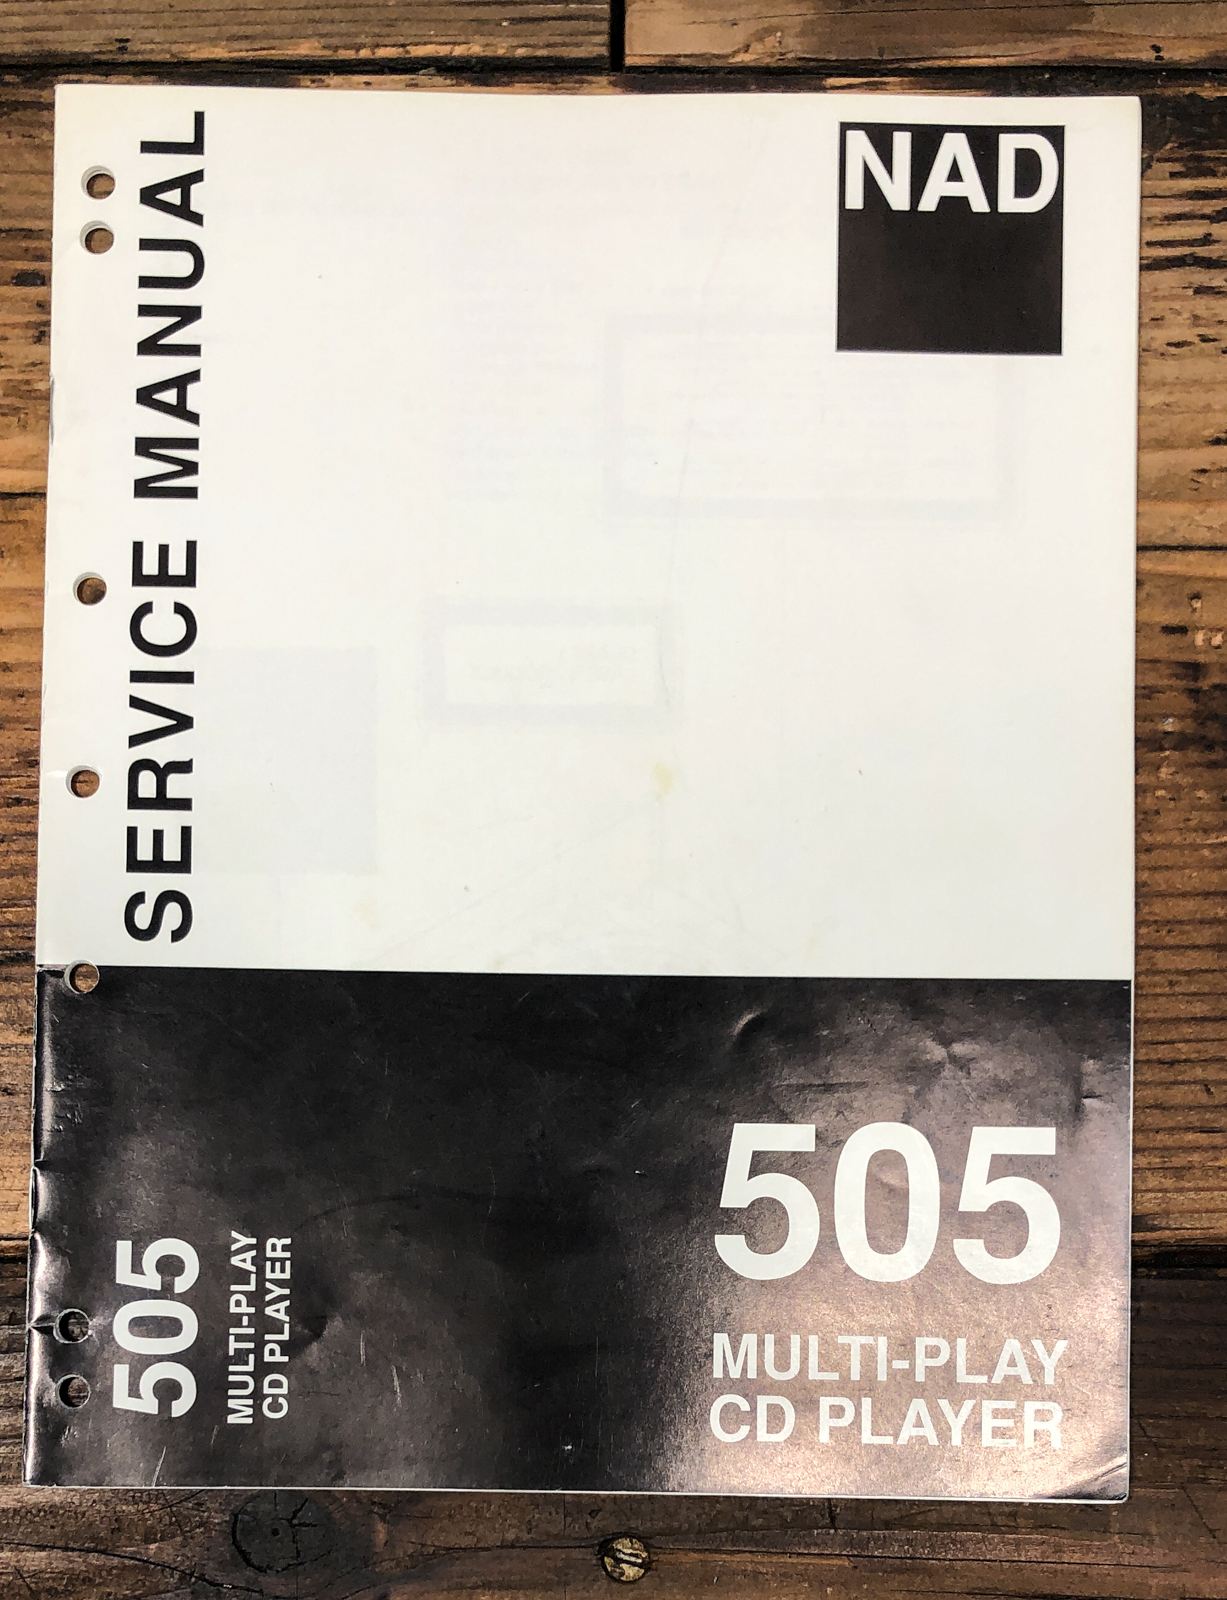 NAD
SERVICE MANUAL
505
MULTI-PLAY
CD PLAYER
505
MULTI-PLAY
CD PLAYER